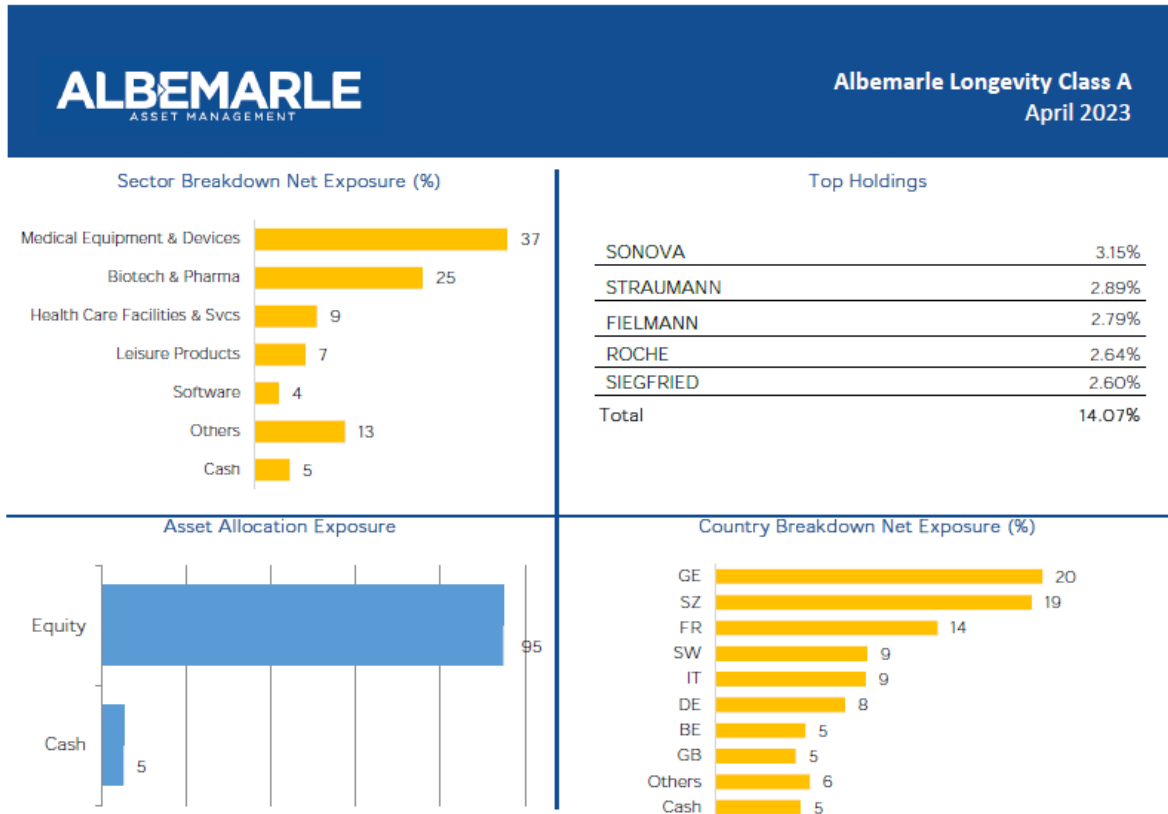 ALBEMARLE
ASSET MANAGEMENT
Albemarle Longevity Class A
April 2023
Sector Breakdown Net Exposure (%)
Medical Equipment & Devices 37
Biotech & Pharma 25
Health Care Facilities & Svcs 9
Leisure Products 7
Software 4
Others 13
Cash 5
Top Holdings
SONOVA 3.15%
STRAUMANN 2.89%
FIELMANN 2.79%
ROCHE 2.64%
SIEGFRIED 2.60%
Total 14.07%
Asset Allocation Exposure
Equity 95
Cash 5
Country Breakdown Net Exposure (%)
GE 20
SZ 19
FR 14
SW 9
IT 9
DE 8
BE 5
GB 5
Others 6
Cash 5